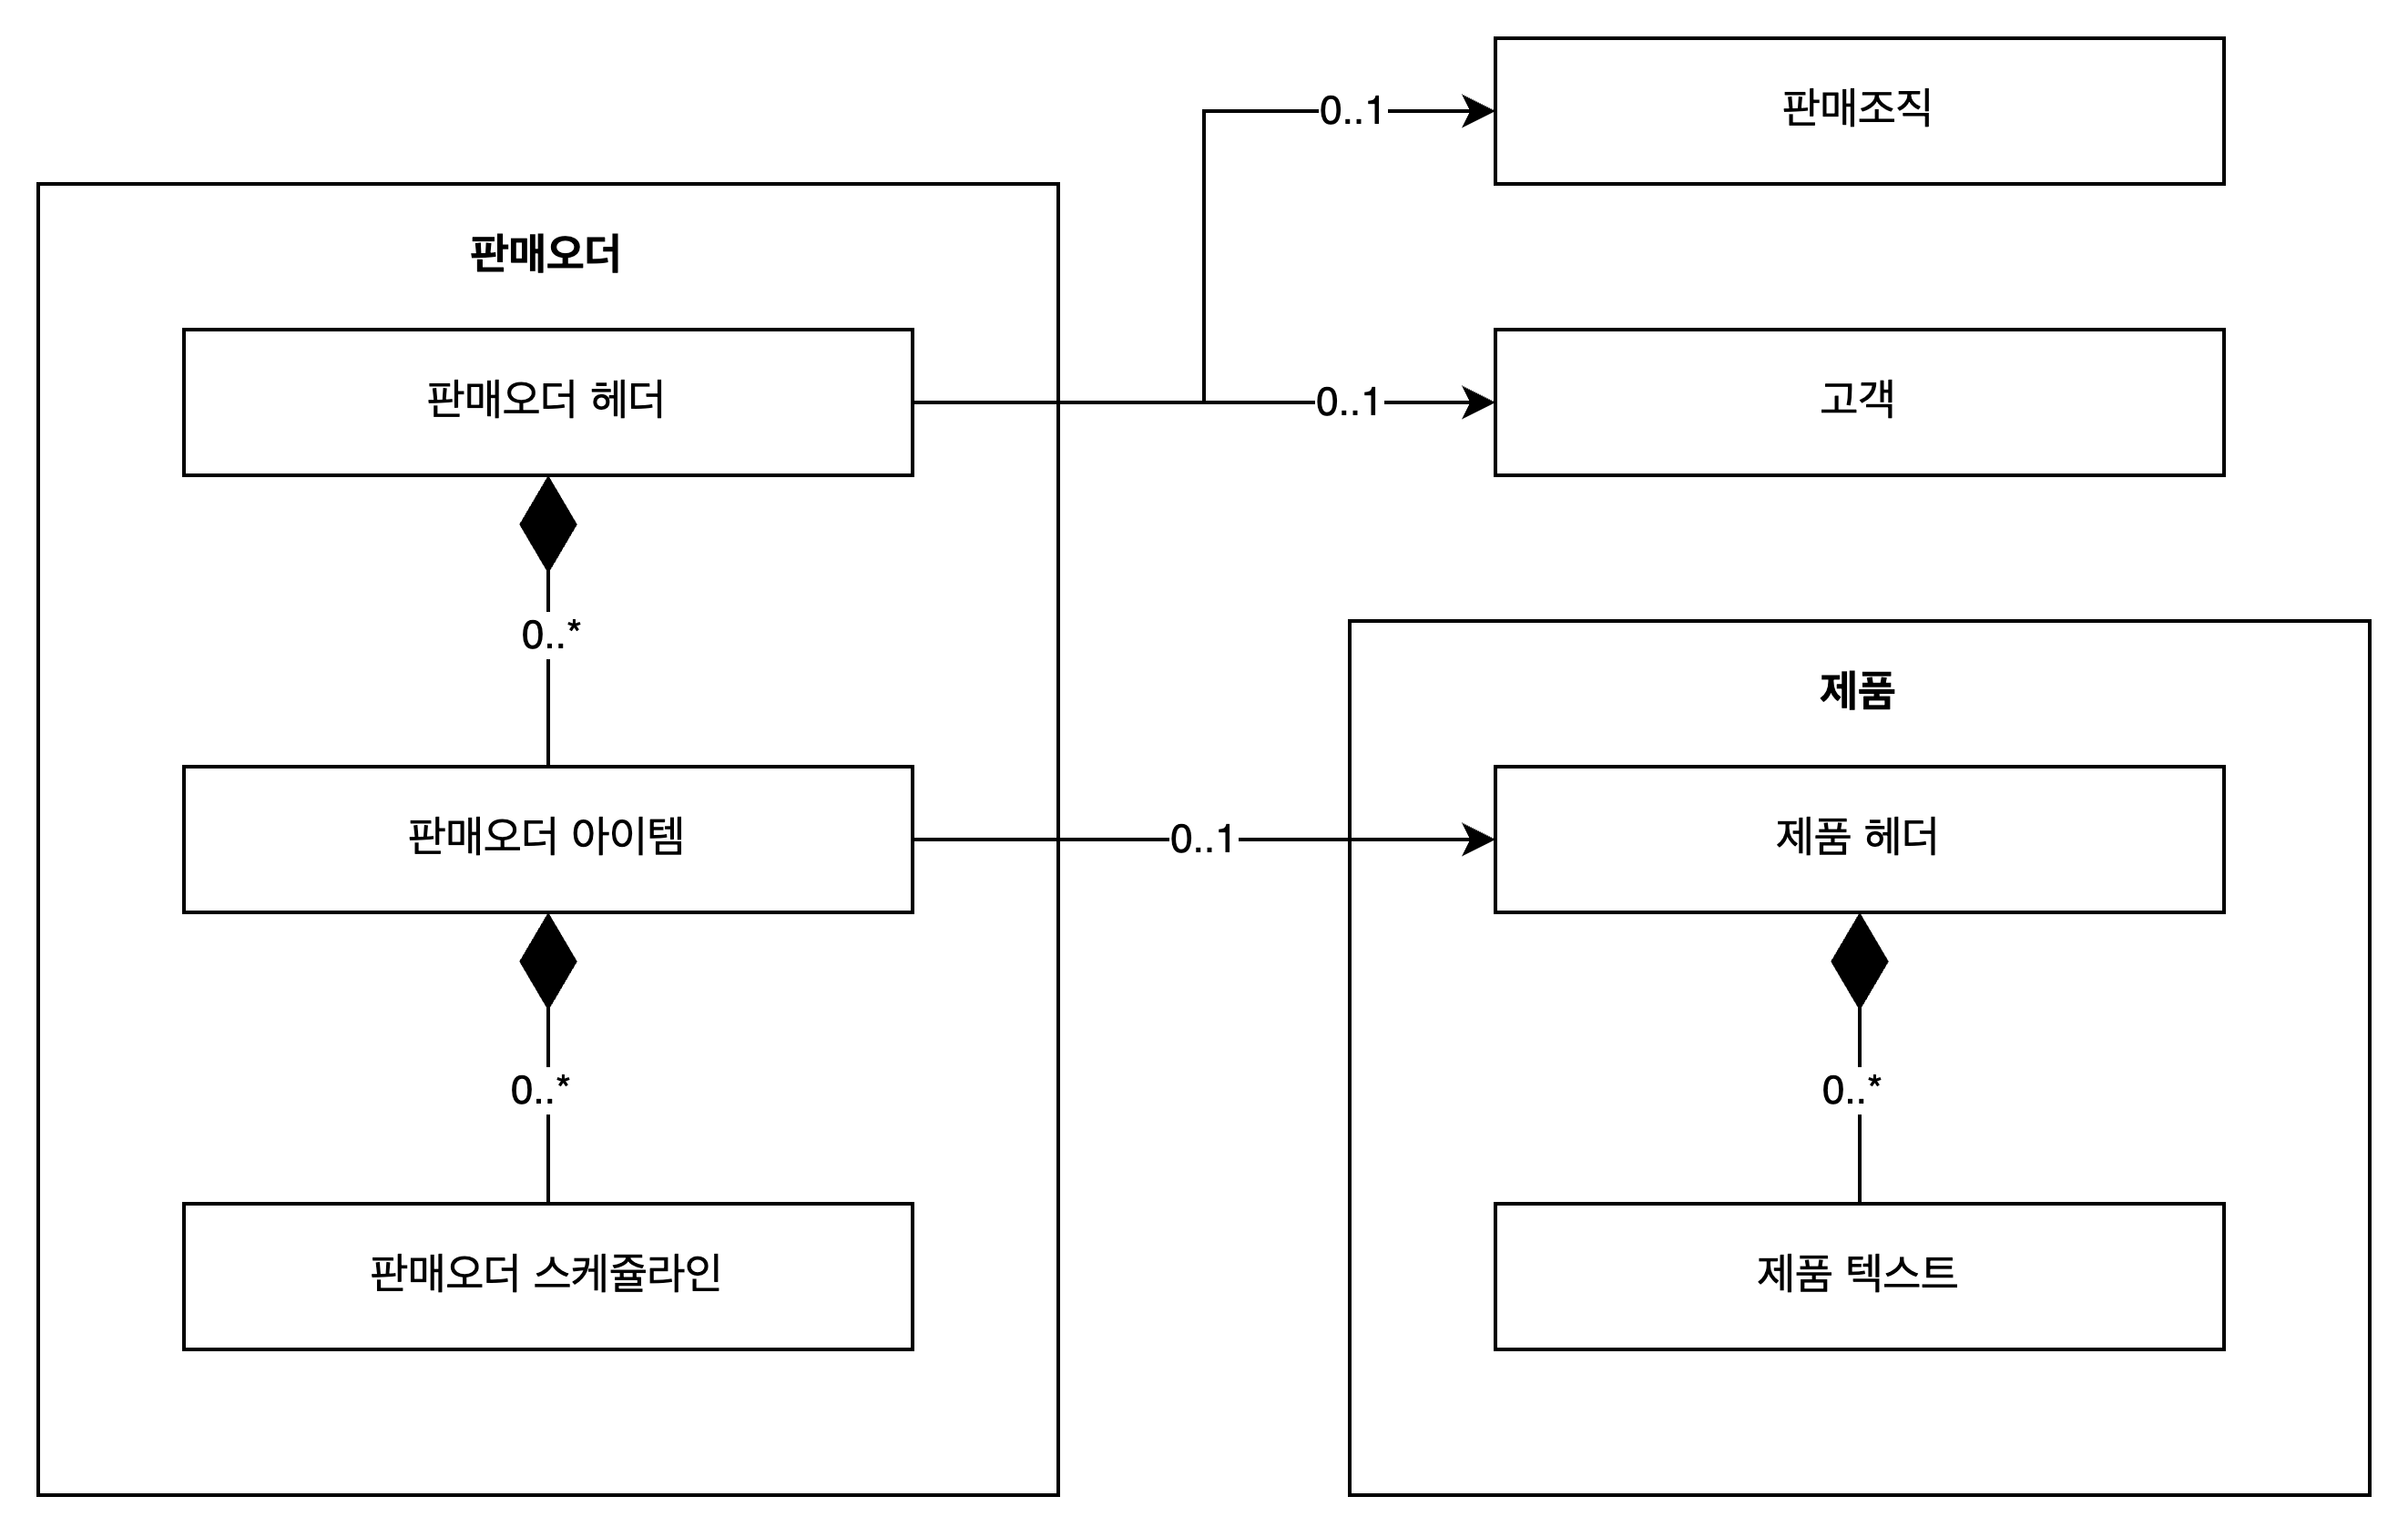 판매조직
0..1
판매오더
판매오더 헤더
0..1
고객
0..*
제품
판매오더 아이템
0..1
제품 헤더
0..*
0..*
판매오더 스케쥴라인
제품 텍스트